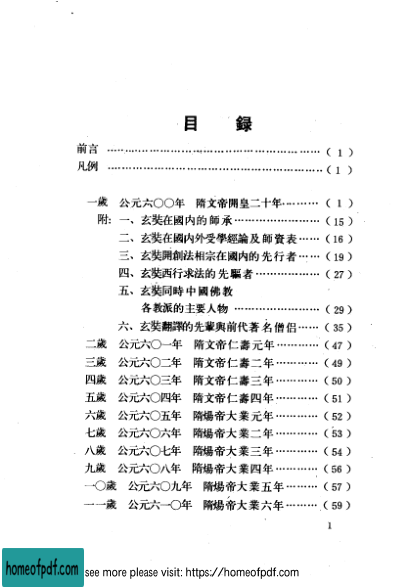 目 錄
前言 ……………………………………………………( 1 )
凡例 ……………………………………………………( 1 )
一歲 公元六〇〇年 隋文帝開皇二十年…………( 1 )
附: 一、玄奘在國内的師承……………………(15)
二、玄奘在國内外受學經論及師資表……(16)
三、玄奘開創法相宗在國内的先行者……(19)
四、玄奘西行求法的先驅者………………(27)
五、玄奘同時中國佛教
各教派的主要人物 ……………………(29)
六、玄奘翻譯的先輩與前代著名僧侶……(35)
二歲 公元六〇一年 隋文帝仁壽元年…………(47)
三歲 公元六〇二年 隋文帝仁壽二年…………(49)
四歲 公元六〇三年 隋文帝仁壽三年…………(50)
五歲 公元六〇四年 隋文帝仁壽四年…………(51)
六歲 公元六〇五年 隋煬帝大業元年…………(52)
七歲 公元六〇六年 隋煬帝大業二年…………(53)
八歲 公元六〇七年 隋煬帝大業三年…………(54)
九歲 公元六〇八年 隋煬帝大業四年…………(56)
一〇歲 公元六〇九年 隋煬帝大業五年………(57)
一一歲 公元六一〇年 隋煬帝大業六年………(59)
1
homeofpdf.com
see more please visit: https://homeofpdf.com